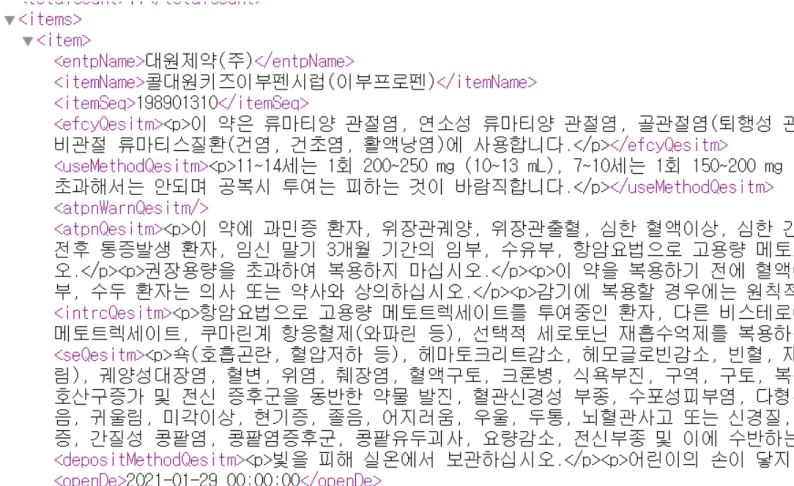 <items>
<item>
<entpName>대원제약(주)</entpName>
<itemName>콜대원키즈이부펜시럽(이부프로펜)</itemName>
<itemSeq>198901310</itemSeq>
<efcyQesitm><p>이 약은 류마티양 관절염, 연소성 류마티양 관절염, 골관절염(퇴행성 관
비관절 류마티스질환(건염, 건초염, 활액낭염)에 사용합니다.</p></efcyQesitm>
<useMethodQesitm><p>11~14세는 1회 200~250 mg (10~13 mL), 7~10세는 1회 150~200 mg
초과해서는 안되며 공복시 투여는 피하는 것이 바람직합니다.</p></useMethodQesitm>
<atpnWarnQesitm/>
<atpnQesitm><p>이 약에 과민증 환자, 위장관궤양, 위장관출혈, 심한 혈액이상, 심한 간
전후 통증발생 환자, 임신 말기 3개월 기간의 임부, 수유부, 항암요법으로 고용량 메토
오.</p><p>권장용량을 초과하여 복용하지 마십시오.</p><p>이 약을 복용하기 전에 혈액
부, 수두 환자는 의사 또는 약사와 상의하십시오.</p><p>감기에 복용할 경우에는 원칙적
<intrcQesitm><p>항암요법으로 고용량 메토트렉세이트를 투여중인 환자, 다른 비스테로
메토트렉세이트, 쿠마린계 항응혈제(와파린 등), 선택적 세로토닌 재흡수억제를 복용하
<seQesitm><p>쇽(호흡곤란, 혈압저하 등), 헤마토크리트감소, 헤모글로빈감소, 빈혈,
림), 궤양성대장염, 혈변, 위염, 췌장염, 혈액구토, 크론병, 식욕부진, 구역, 구토, 복
호산구증가 및 전신 증후군을 동반한 약물 발진, 혈관신경성 부종, 수포성피부염, 다형
음, 귀울림, 미각이상, 현기증, 졸음, 어지러움, 우울, 두통, 뇌혈관사고 또는 신경질,
증, 간질성 콩팥염, 콩팥염증후군, 콩팥유두괴사, 요량감소, 전신부종 및 이에 수반하는
<depositMethodQesitm><p>빛을 피해 실온에서 보관하십시오.</p><p>어린이의 손이 닿지
<openDe>2021-01-29 00:00:00</openDe>